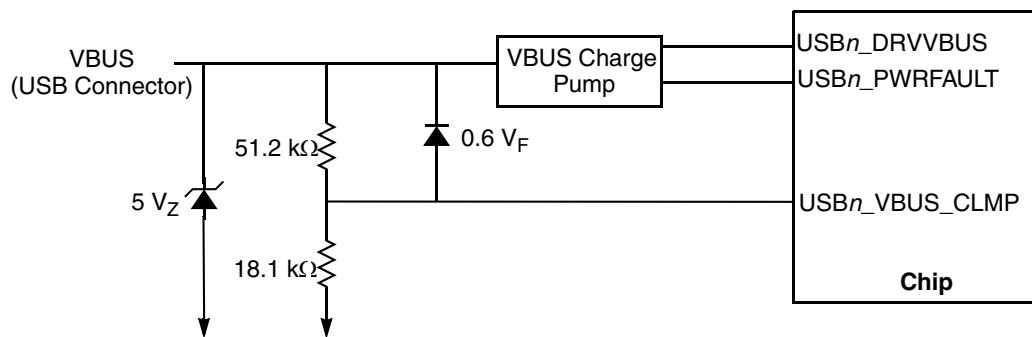 VBUS
(USB Connector)
VBUS Charge
Pump
USBn_DRVVBUS
USBn_PWRFAULT
51.2 kΩ
0.6 VF
5 VZ
USBn_VBUS_CLMP
18.1 kΩ
Chip